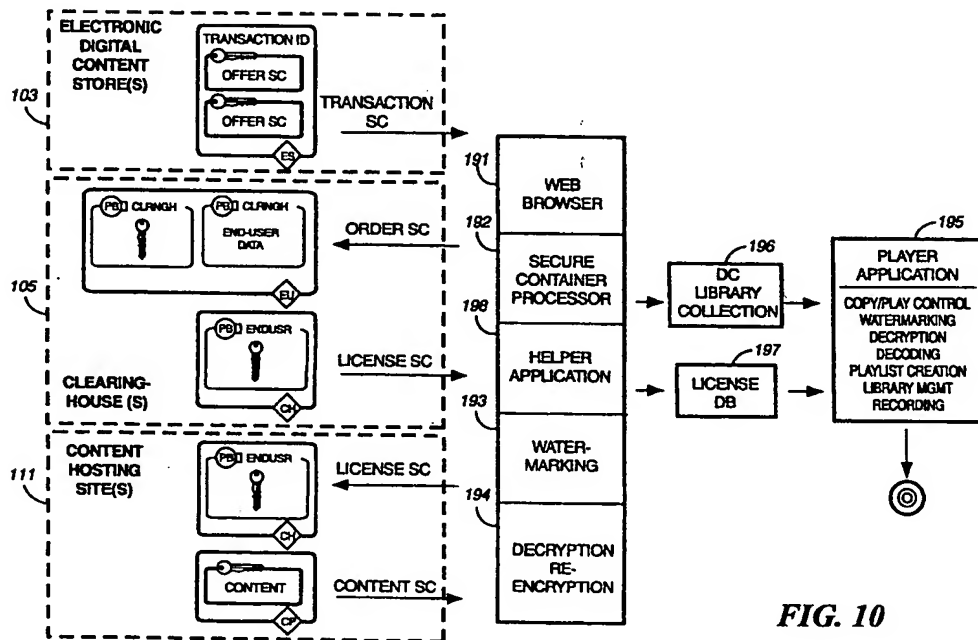 ELECTRONIC
DIGITAL
CONTENT
STORE(S)
103
TRANSACTION ID
OFFER SC
OFFER SC
ES
TRANSACTION
SC
PB CLRNGH
PB CLRNGH
END-USER
DATA
EU
ORDER SC
105
PB ENDUSR
CH
LICENSE SC
CLEARING-
HOUSE (S)
CONTENT
HOSTING
SITE(S)
111
PB ENDUSR
CH
LICENSE SC
CONTENT
CP
CONTENT SC
191
WEB
BROWSER
192
SECURE
CONTAINER
PROCESSOR
198
HELPER
APPLICATION
193
WATER-
MARKING
194
DECRYPTION
RE-
ENCRYPTION
196
DC
LIBRARY
COLLECTION
197
LICENSE
DB
195
PLAYER
APPLICATION
COPY/PLAY CONTROL
WATERMARKING
DECRYPTION
DECODING
PLAYLIST CREATION
LIBRARY MGMT
RECORDING
FIG. 10